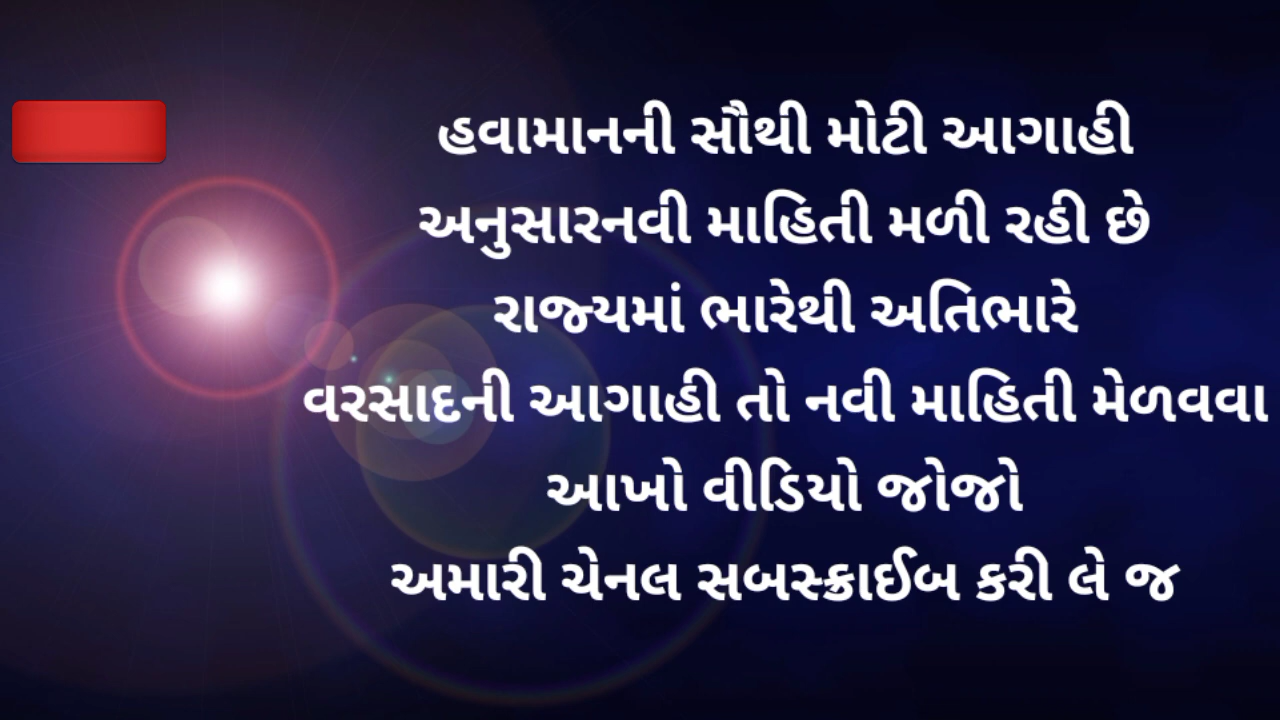 હવામાનની સૌથી મોટી આગાહી
અનુસારનવી માહિતી મળી રહી છે
રાજ્યમાં ભારેથી અતિભારે
વરસાદની આગાહી તો નવી માહિતી મેળવવા
આખો વીડિયો જોજો
અમારી ચેનલ સબસ્ક્રાઈબ કરી લે જ